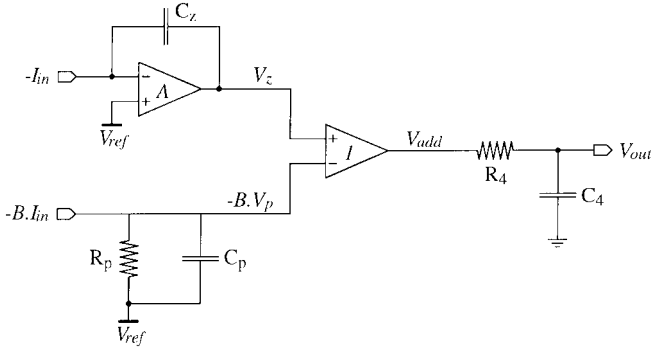 C_z
-I_in
A
V_z
V_ref
V_add
1
R_4
V_out
C_4
-B.I_in
-B.V_p
R_p
C_p
V_ref